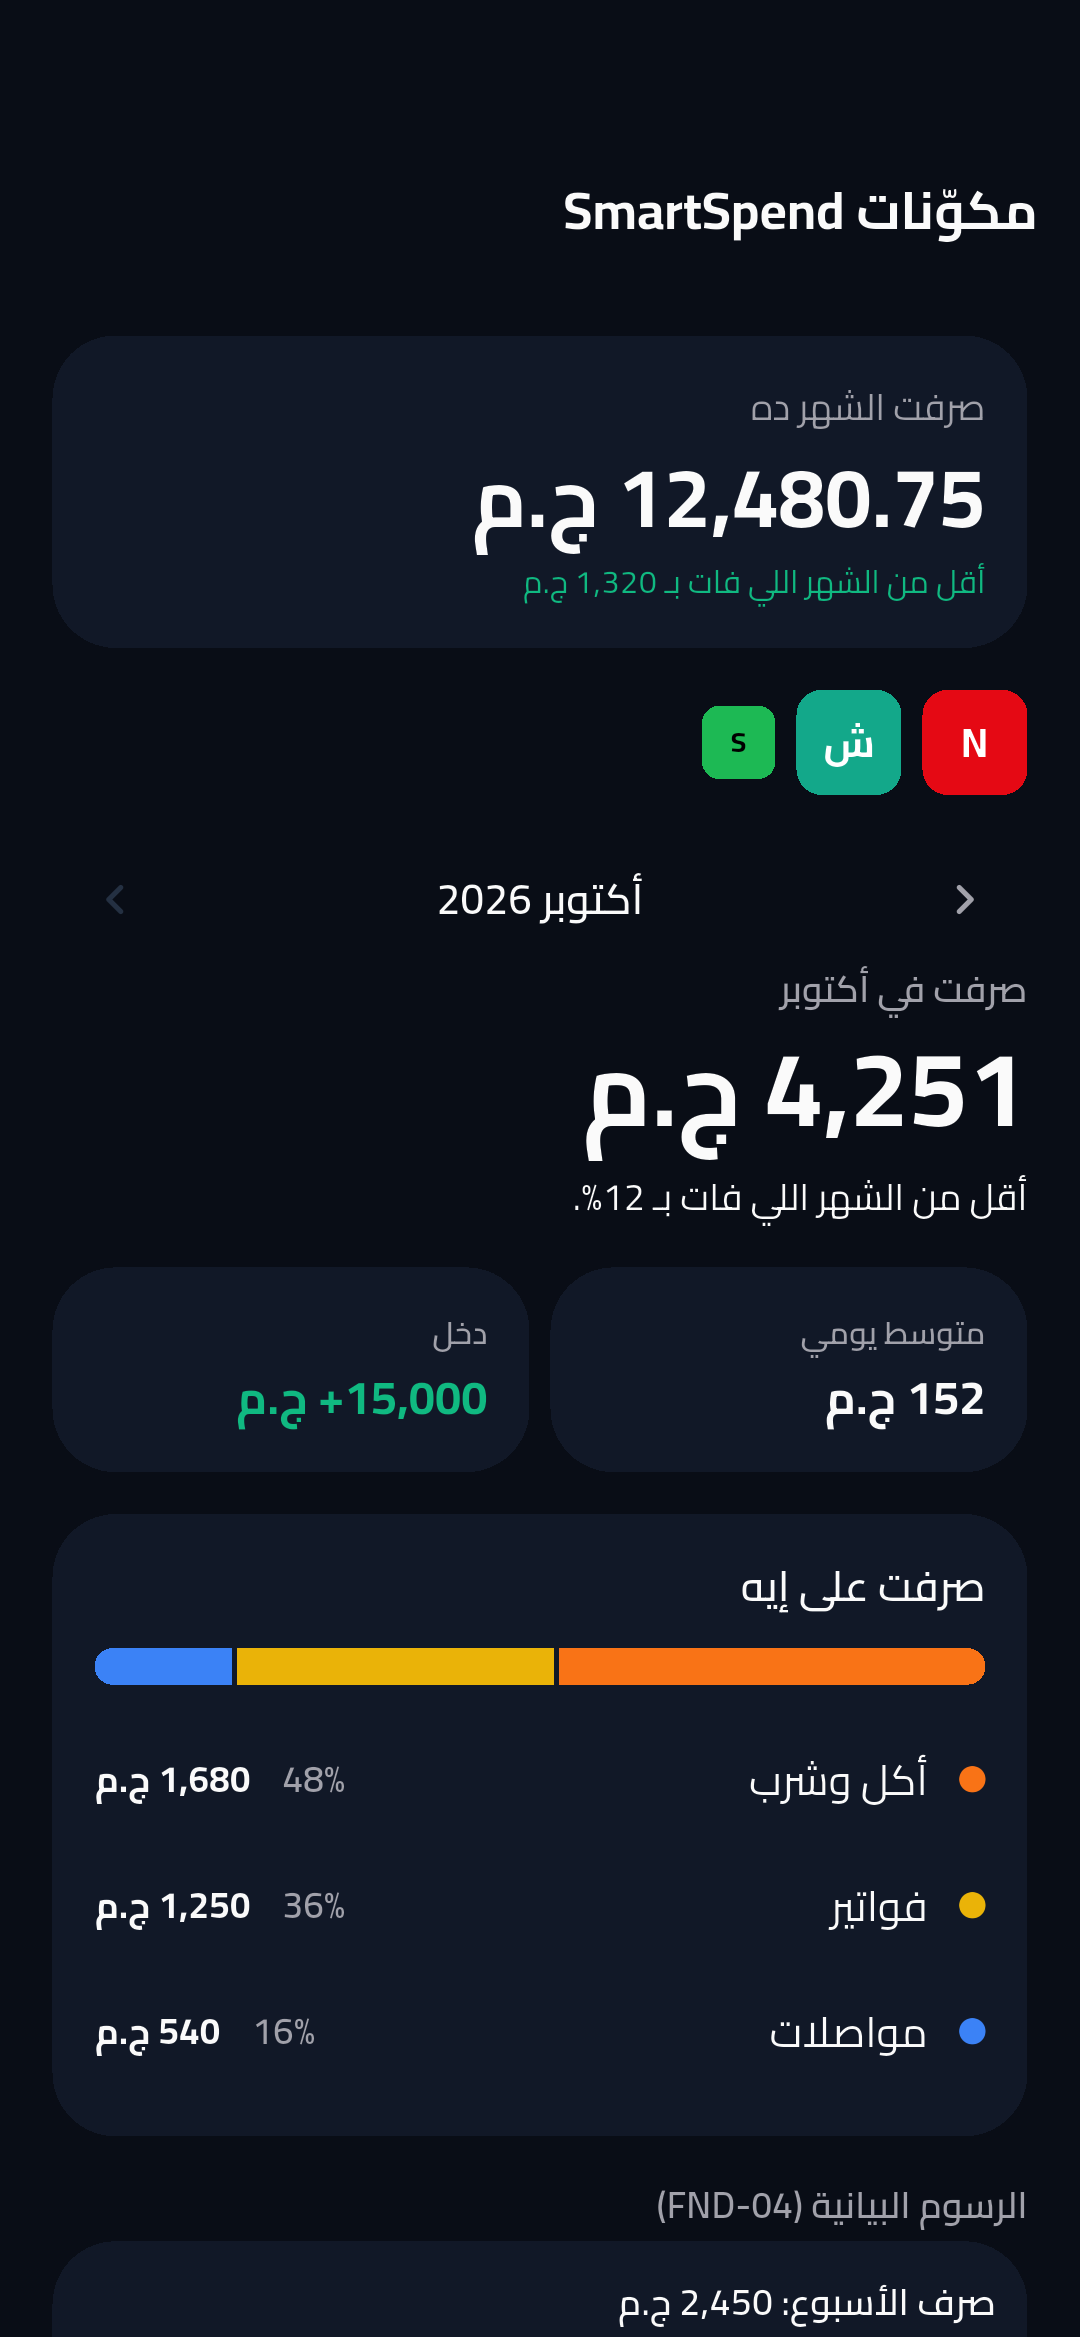 مكوّنات SmartSpend
صرفت الشهر ده
12,480.75 ج.م
أقل من الشهر اللي فات بـ 1,320 ج.م
N ش S
أكتوبر 2026
صرفت في أكتوبر
4,251 ج.م
أقل من الشهر اللي فات بـ 12%.
متوسط يومي
152 ج.م
دخل
+15,000 ج.م
صرفت على إيه
أكل وشرب 48% 1,680 ج.م
فواتير 36% 1,250 ج.م
مواصلات 16% 540 ج.م
الرسوم البيانية (FND-04)
صرف الأسبوع: 2,450 ج.م